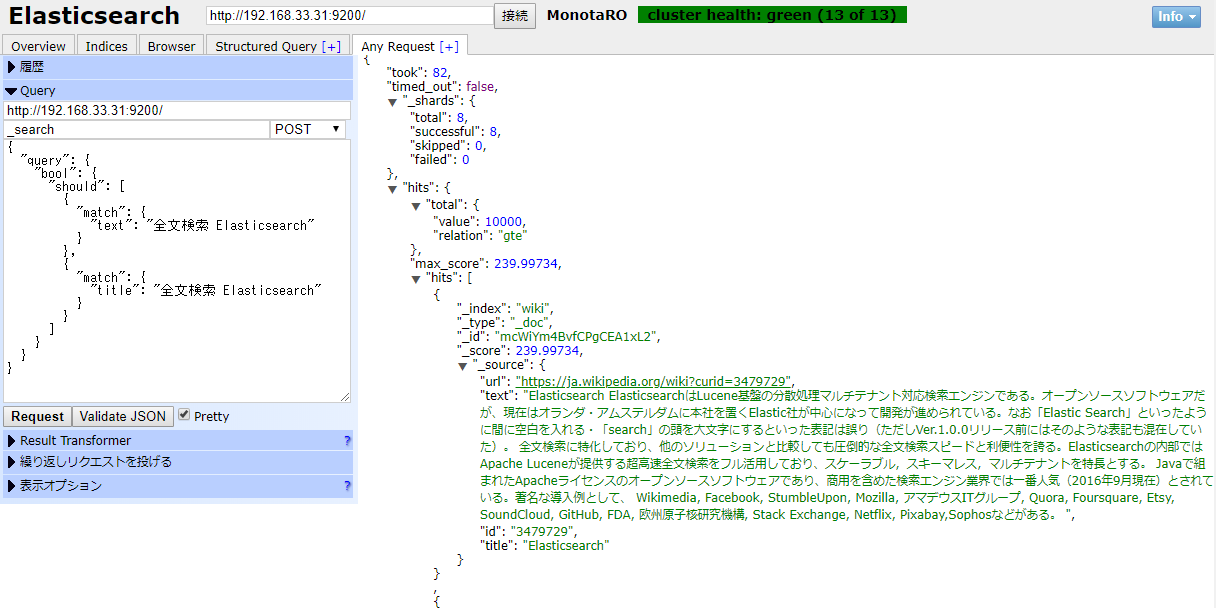 Elasticsearch http://192.168.33.31:9200/ 接続 MonotaRO cluster health: green (13 of 13) Info
Overview Indices Browser Structured Query [+] Any Request [+]
履歴
Query
http://192.168.33.31:9200/
_search POST
{
"query": {
"bool": {
"should": [
{
"match": {
"text": "全文検索 Elasticsearch"
}
},
{
"match": {
"title": "全文検索 Elasticsearch"
}
}
]
}
}
}
Request Validate JSON Pretty
Result Transformer ?
繰り返しリクエストを投げる
表示オプション ?
{
"took": 82,
"timed_out": false,
"_shards": {
"total": 8,
"successful": 8,
"skipped": 0,
"failed": 0
},
"hits": {
"total": {
"value": 10000,
"relation": "gte"
},
"max_score": 239.99734,
"hits": [
{
"_index": "wiki",
"_type": "_doc",
"_id": "mcWiYm4BvfCPgCEA1xL2",
"_score": 239.99734,
"_source": {
"url": "https://ja.wikipedia.org/wiki?curid=3479729",
"text": "Elasticsearch ElasticsearchはLucene基盤の分散処理マルチテナント対応検索エンジンである。オープンソースソフトウェアだ
が、現在はオランダ・アムステルダムに本社を置くElastic社が中心になって開発が進められている。なお「Elastic Search」といったよう
に間に空白を入れる・「search」の頭を大文字にするといった表記は誤り（ただしVer.1.0.0リリース前にはそのような表記も混在してい
た）。 全文検索に特化しており、他のソリューションと比較しても圧倒的な全文検索スピードと利便性を誇る。Elasticsearchの内部では
Apache Luceneが提供する超高速全文検索をフル活用しており、スケーラブル，スキーマレス，マルチテナントを特長とする。 Javaで組
まれたApacheライセンスのオープンソースソフトウェアであり、商用を含めた検索エンジン業界では一番人気（2016年9月現在）とされて
いる。著名な導入例として、 Wikimedia, Facebook, StumbleUpon, Mozilla, アマデウスITグループ, Quora, Foursquare, Etsy,
SoundCloud, GitHub, FDA, 欧州原子核研究機構, Stack Exchange, Netflix, Pixabay,Sophosなどがある。 ",
"id": "3479729",
"title": "Elasticsearch"
}
}
,
{